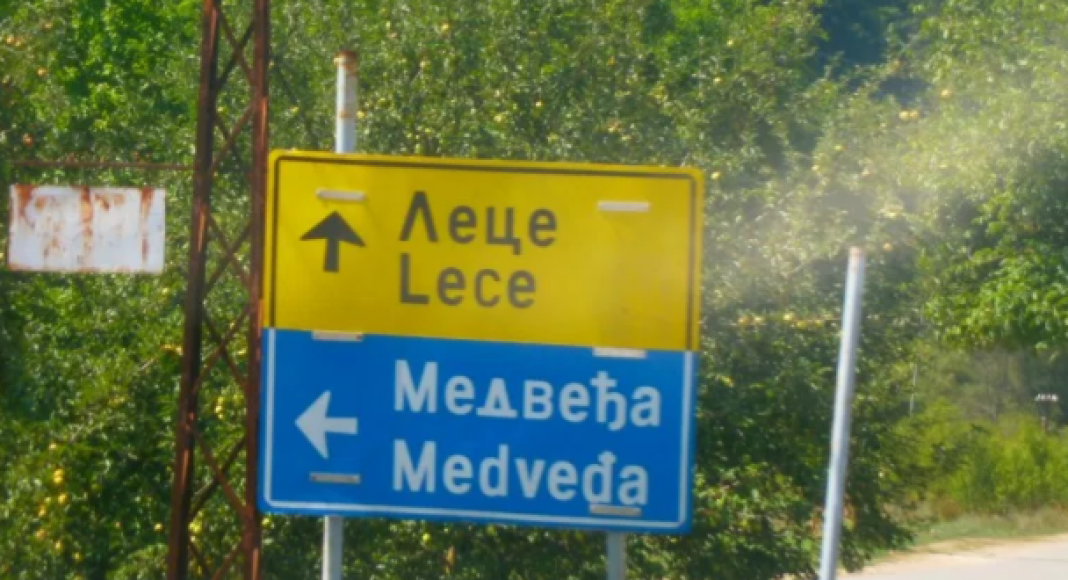 Леце
Lece
Медвеђа
Medveđa